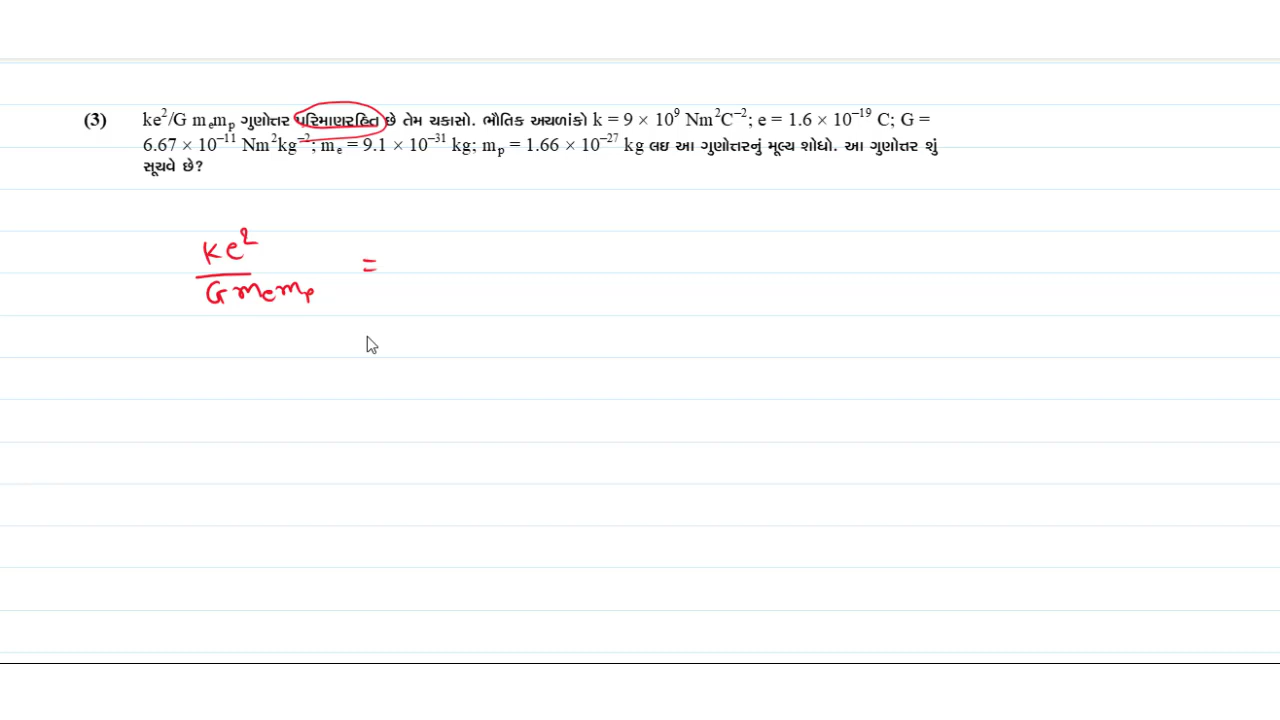 (3) ke²/G mₑmₚ ગુણોત્તર પરિમાણરહિત છે તેમ ચકાસો. ભૌતિક અચળાંકો k = 9 × 10⁹ Nm²C⁻²; e = 1.6 × 10⁻¹⁹ C; G =
6.67 × 10⁻¹¹ Nm²kg⁻²; mₑ = 9.1 × 10⁻³¹ kg; mₚ = 1.66 × 10⁻²⁷ kg લઇ આ ગુણોત્તરનું મૂલ્ય શોધો. આ ગુણોત્તર શું
સૂચવે છે?
ke²
=
G mₑmₚ